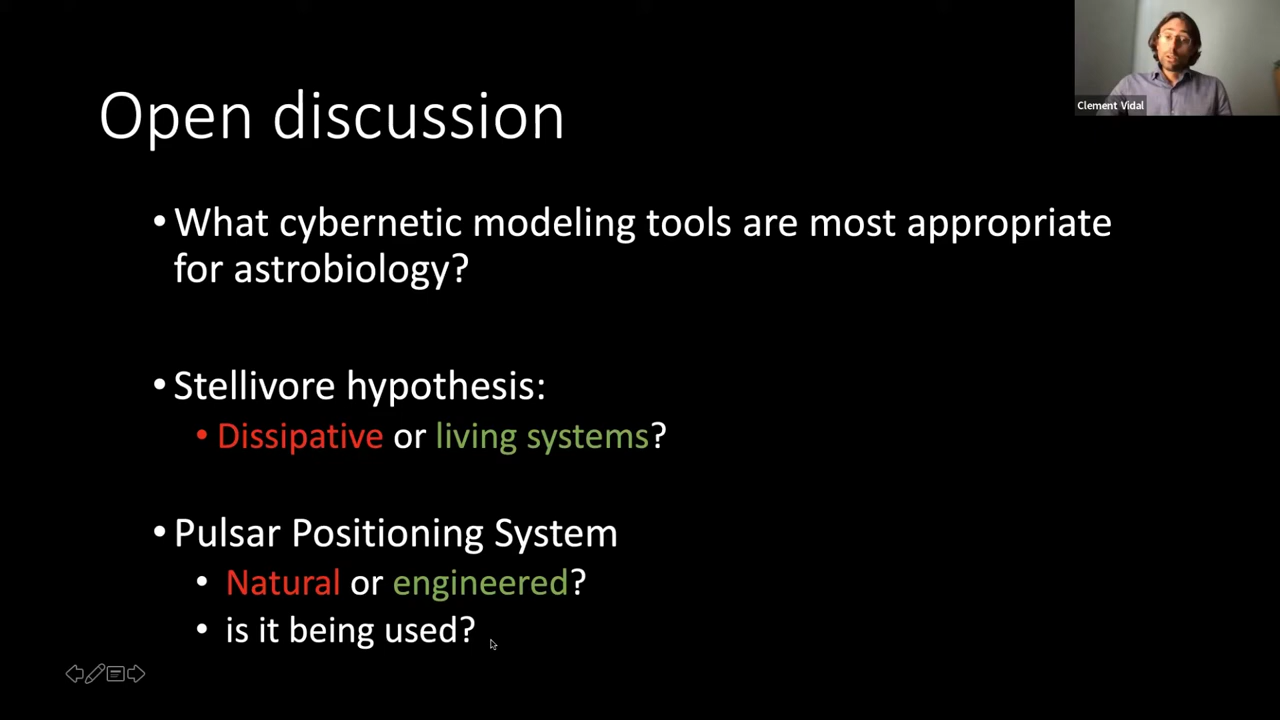 Clement Vidal
Open discussion
• What cybernetic modeling tools are most appropriate
for astrobiology?
• Stellivore hypothesis:
• Dissipative or living systems?
• Pulsar Positioning System
• Natural or engineered?
• is it being used?